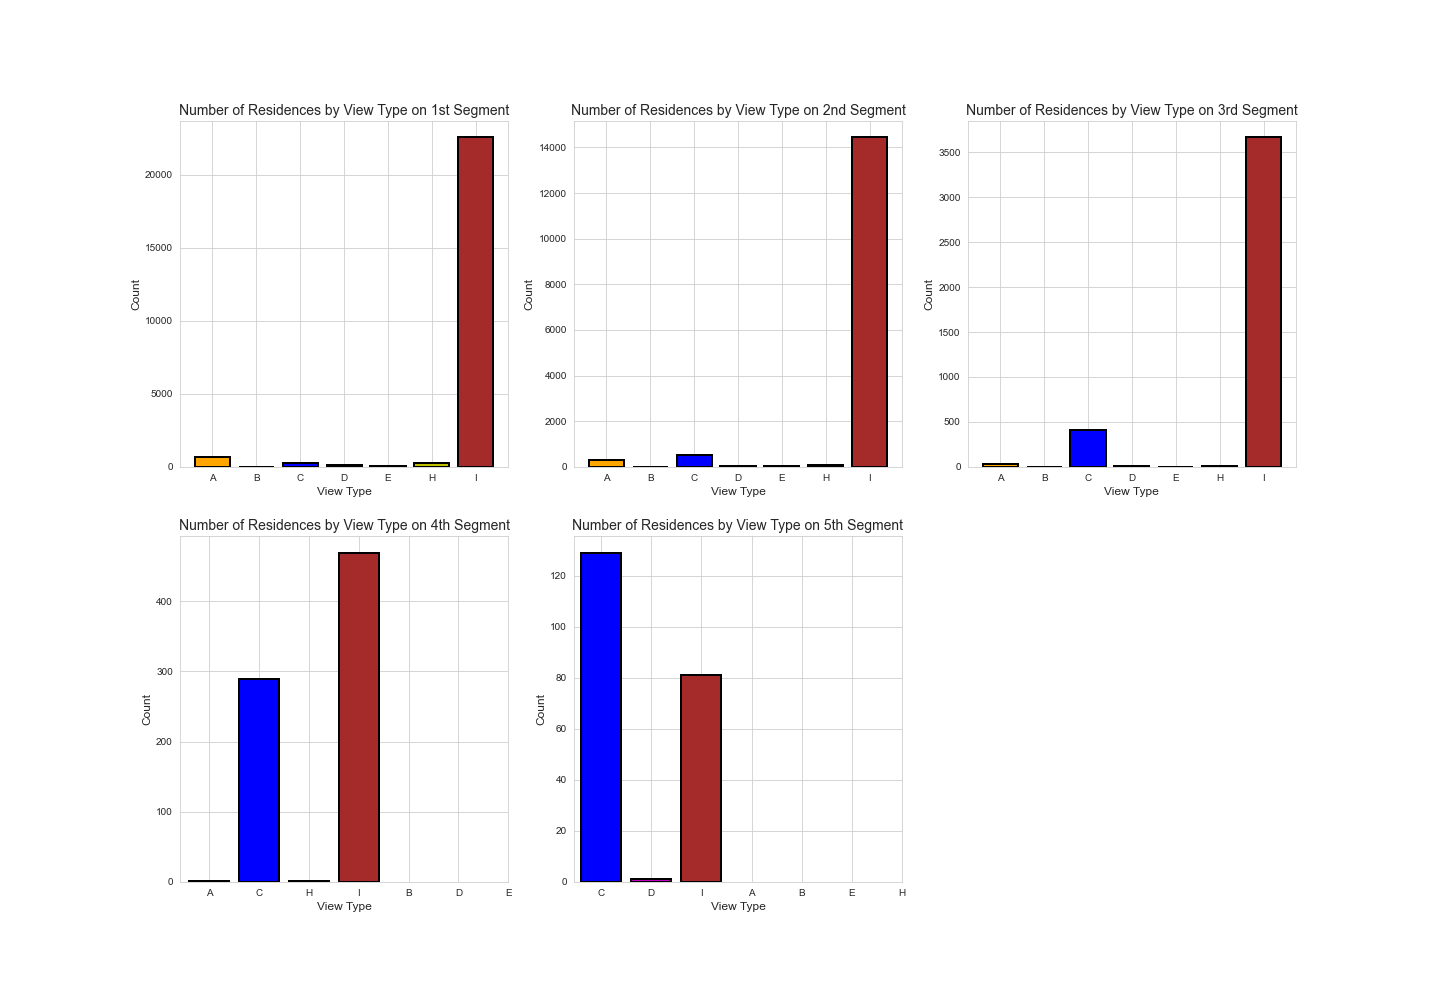 Number of Residences by View Type on 1st Segment
Count
20000
15000
10000
5000
0
A B C D E H I
View Type
Number of Residences by View Type on 2nd Segment
Count
14000
12000
10000
8000
6000
4000
2000
0
A B C D E H I
View Type
Number of Residences by View Type on 3rd Segment
Count
3500
3000
2500
2000
1500
1000
500
0
A B C D E H I
View Type
Number of Residences by View Type on 4th Segment
Count
400
300
200
100
0
A C H I B D E
View Type
Number of Residences by View Type on 5th Segment
Count
120
100
80
60
40
20
0
C D I A B E H
View Type